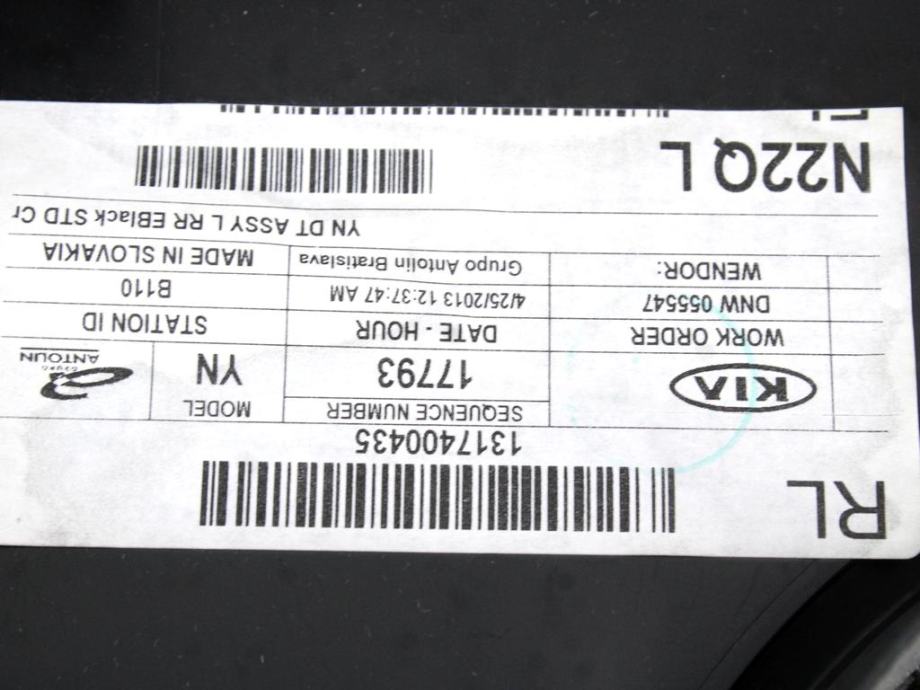 RL
1317400435
KIA
SEQUENCE NUMBER
17793
MODEL
YN
GRUPO
ANTOLIN
WORK ORDER
DATE - HOUR
STATION ID
DNW 055547
4/25/2013 12:37:47 AM
B110
WENDOR:
Grupo Antolin Bratislava
MADE IN SLOVAKIA
YN DT ASSY L RR EBlack STD Cr
N22Q L